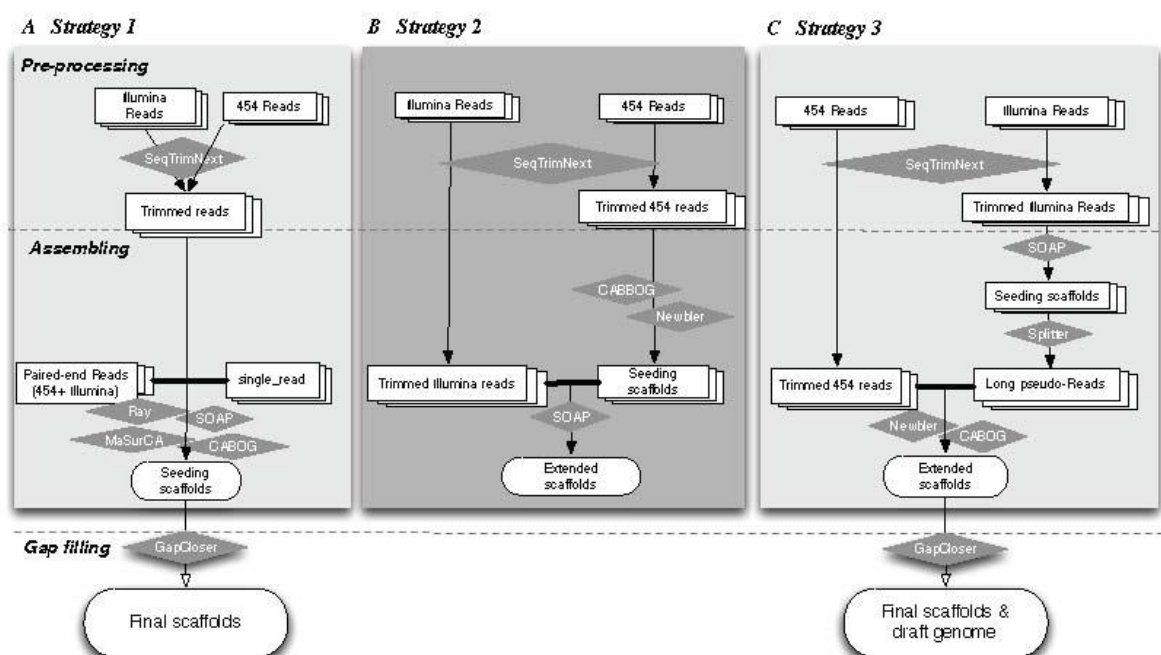 A Strategy 1
Pre-processing
Illumina
Reads
454 Reads
SeqTrimNext
Trimmed reads
Assembling
Paired-end Reads
(454+ Illumina)
single_read
Ray
SOAP
MaSurCA
CABOG
Seeding
scaffolds
Gap filling
GapCloser
Final scaffolds
B Strategy 2
Illumina Reads
454 Reads
SeqTrimNext
Trimmed 454 reads
CABBOG
Newbler
Trimmed Illumina reads
Seeding
scaffolds
SOAP
Extended
scaffolds
C Strategy 3
454 Reads
Illumina Reads
SeqTrimNext
Trimmed Illumina Reads
SOAP
Seeding scaffolds
Splitter
Trimmed 454 reads
Long pseudo-Reads
Newbler
CABOG
Extended
scaffolds
GapCloser
Final scaffolds &
draft genome